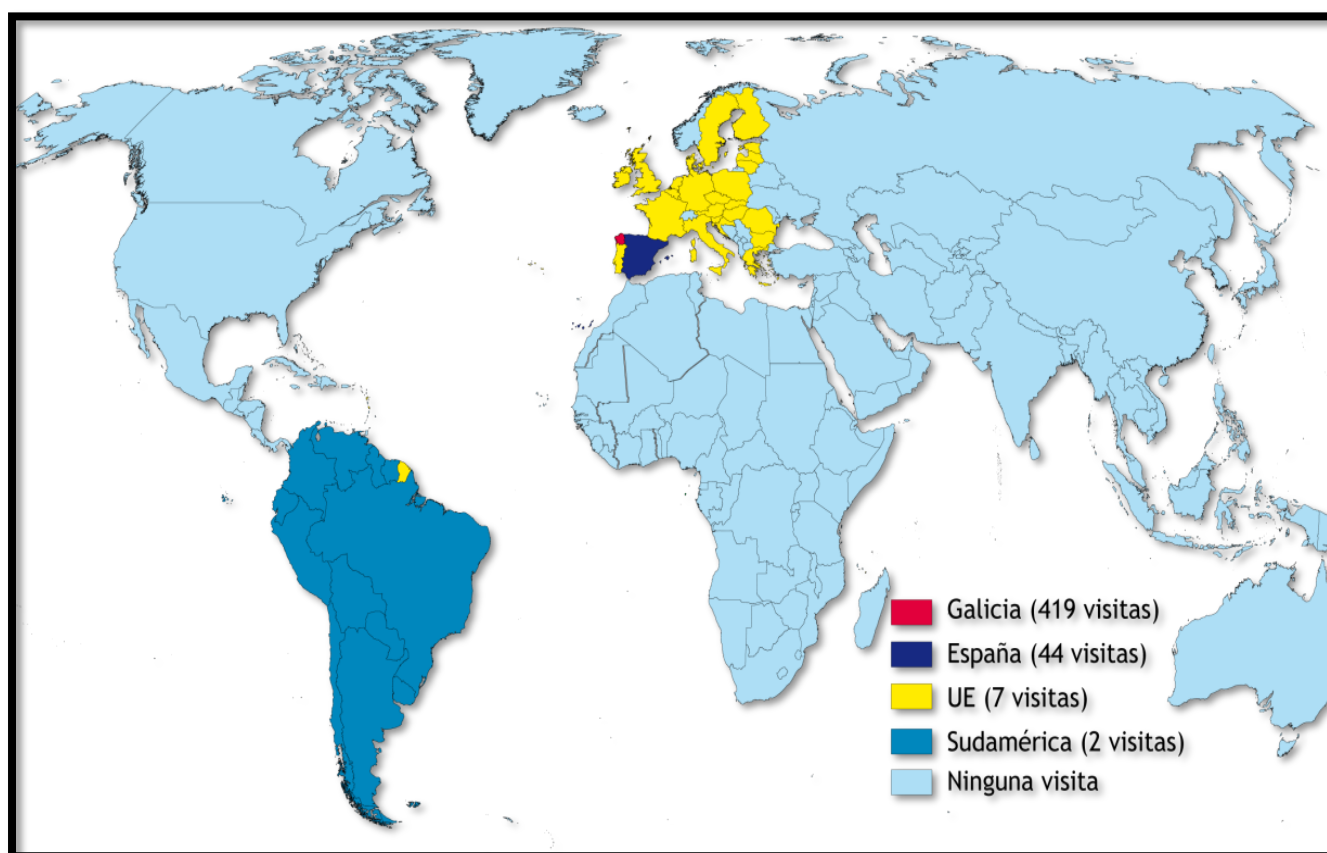 Galicia (419 visitas)
España (44 visitas)
UE (7 visitas)
Sudamérica (2 visitas)
Ninguna visita